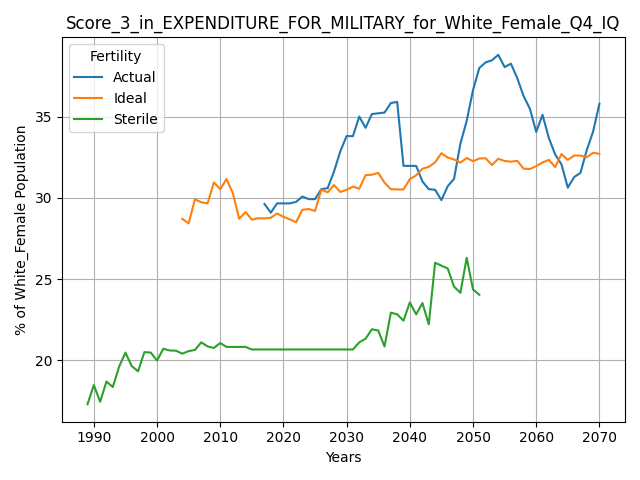 Score_3_in_EXPENDITURE_FOR_MILITARY_for_White_Female_Q4_IQ
Fertility
Actual
Ideal
Sterile
% of White_Female Population
35
30
25
20
1990 2000 2010 2020 2030 2040 2050 2060 2070
Years